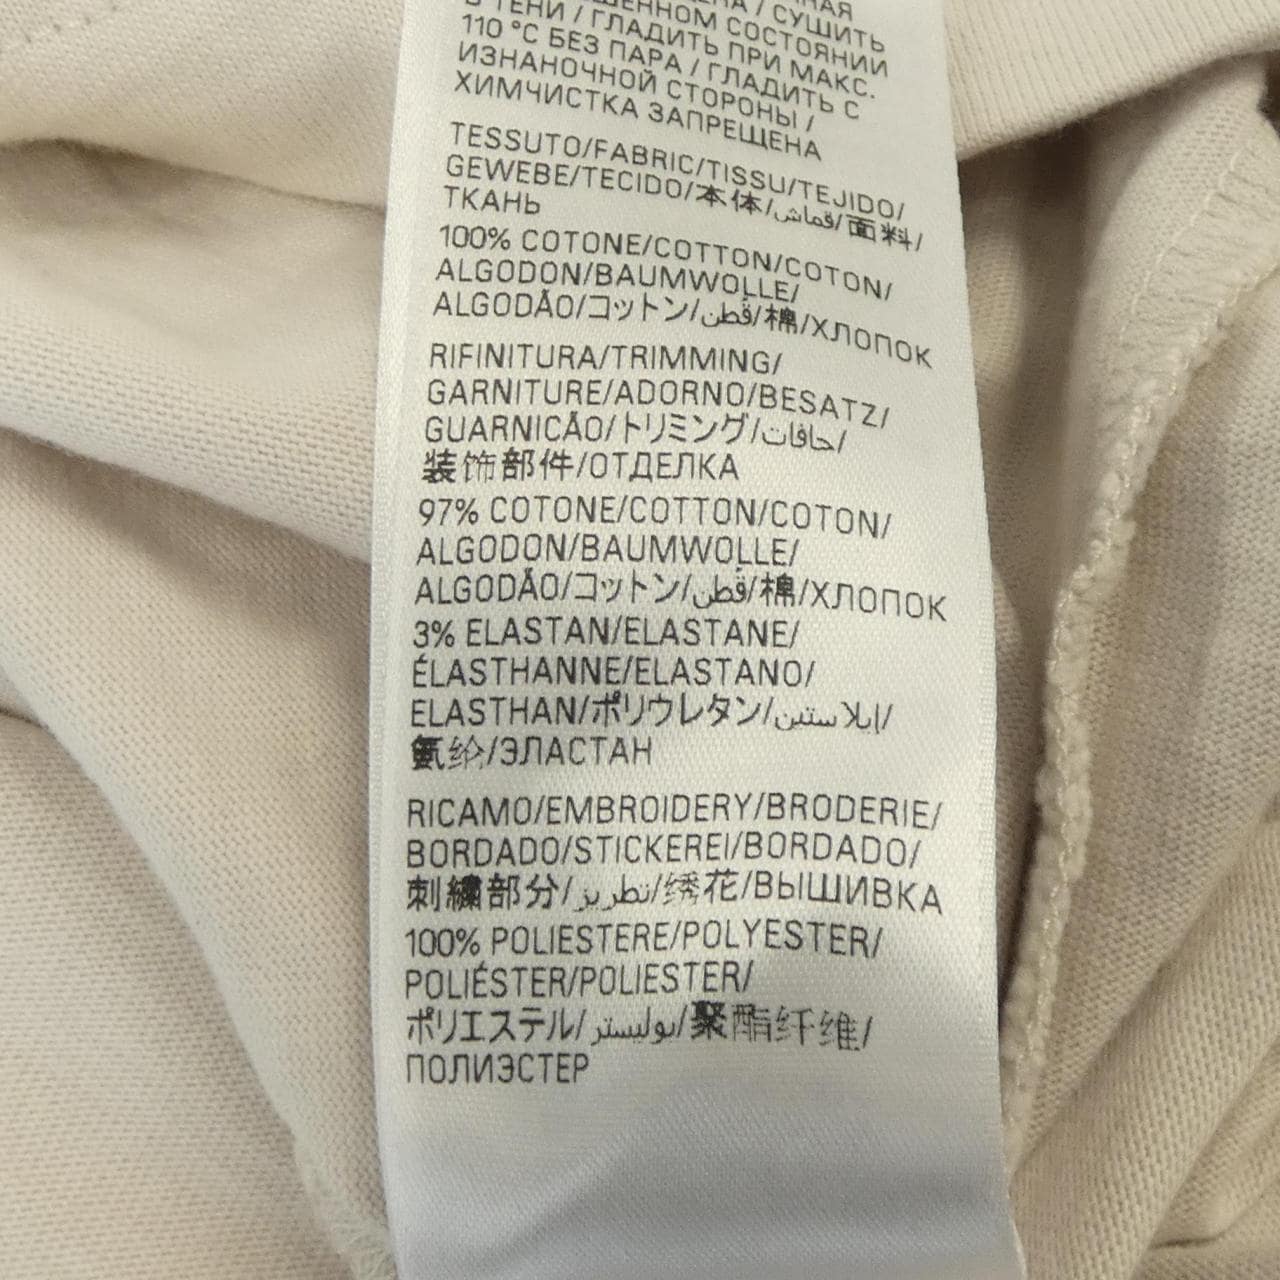 СУШИТЬ
СОСТОЯНИИ
В ТЕНИ / ГЛАДИТЬ ПРИ МАКС.
110 °C БЕЗ ПАРА / ГЛАДИТЬ С
ИЗНАНОЧНОЙ СТОРОНЫ /
ХИМЧИСТКА ЗАПРЕЩЕНА
TESSUTO/FABRIC/TISSU/TEJIDO/
GEWEBE/TECIDO/本体/قماش/面料/
ТКАНЬ
100% COTONE/COTTON/COTON/
ALGODON/BAUMWOLLE/
ALGODÃO/コットン/قطن/棉/ХЛОПОК
RIFINITURA/TRIMMING/
GARNITURE/ADORNO/BESATZ/
GUARNICÃO/トリミング/حافات/
装饰部件/ОТДЕЛКА
97% COTONE/COTTON/COTON/
ALGODON/BAUMWOLLE/
ALGODÃO/コットン/قطن/棉/ХЛОПОК
3% ELASTAN/ELASTANE/
ÉLASTHANNE/ELASTANO/
ELASTHAN/ポリウレタン/إيلاستين/
氨纶/ЭЛАСТАН
RICAMO/EMBROIDERY/BRODERIE/
BORDADO/STICKEREI/BORDADO/
刺繍部分/تطريز/绣花/ВЫШИВКА
100% POLIESTERE/POLYESTER/
POLIÉSTER/POLIESTER/
ポリエステル/بوليستر/聚酯纤维/
ПОЛИЭСТЕР